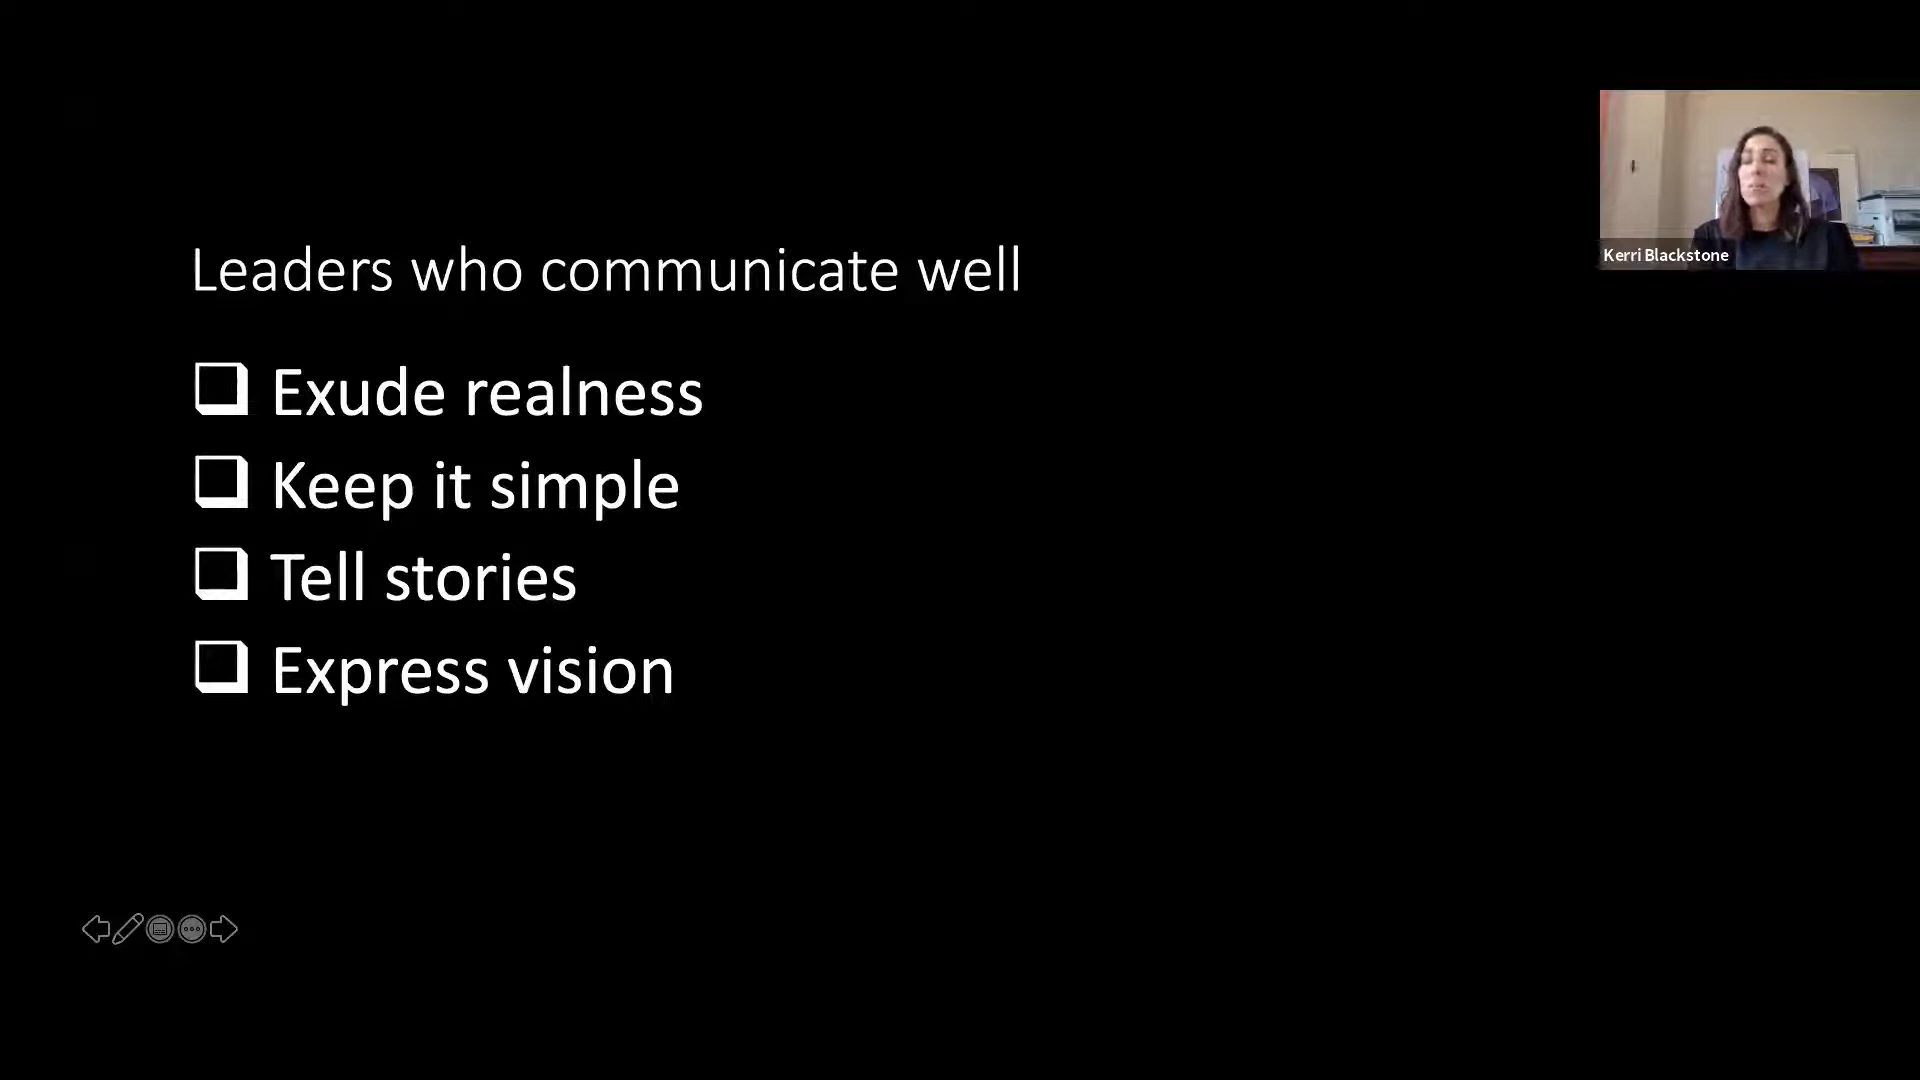 Leaders who communicate well
Exude realness
Keep it simple
Tell stories
Express vision
Kerri Blackstone